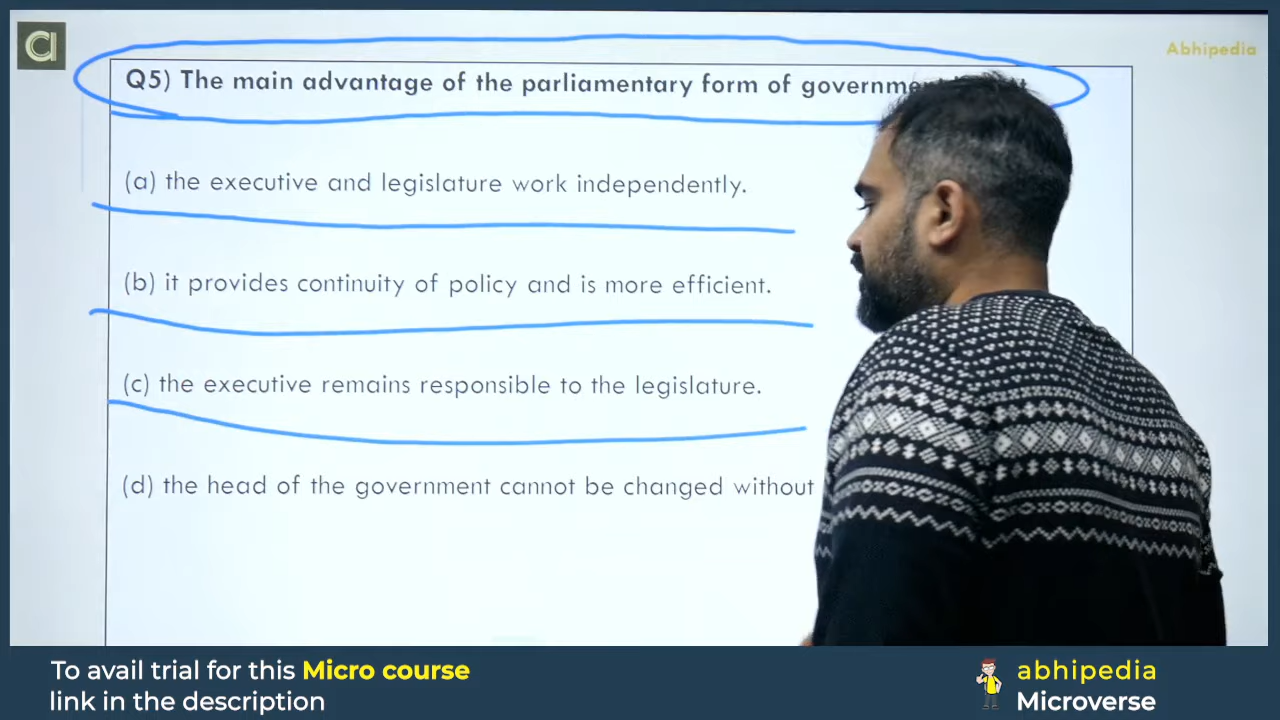 Abhipedia
Q5) The main advantage of the parliamentary form of
(a) the executive and legislature work independently.
(b) it provides continuity of policy and is more efficient.
(c) the executive remains responsible to the legislature.
(d) the head of the government cannot be changed without
To avail trial for this Micro course
link in the description
abhipedia
Microverse